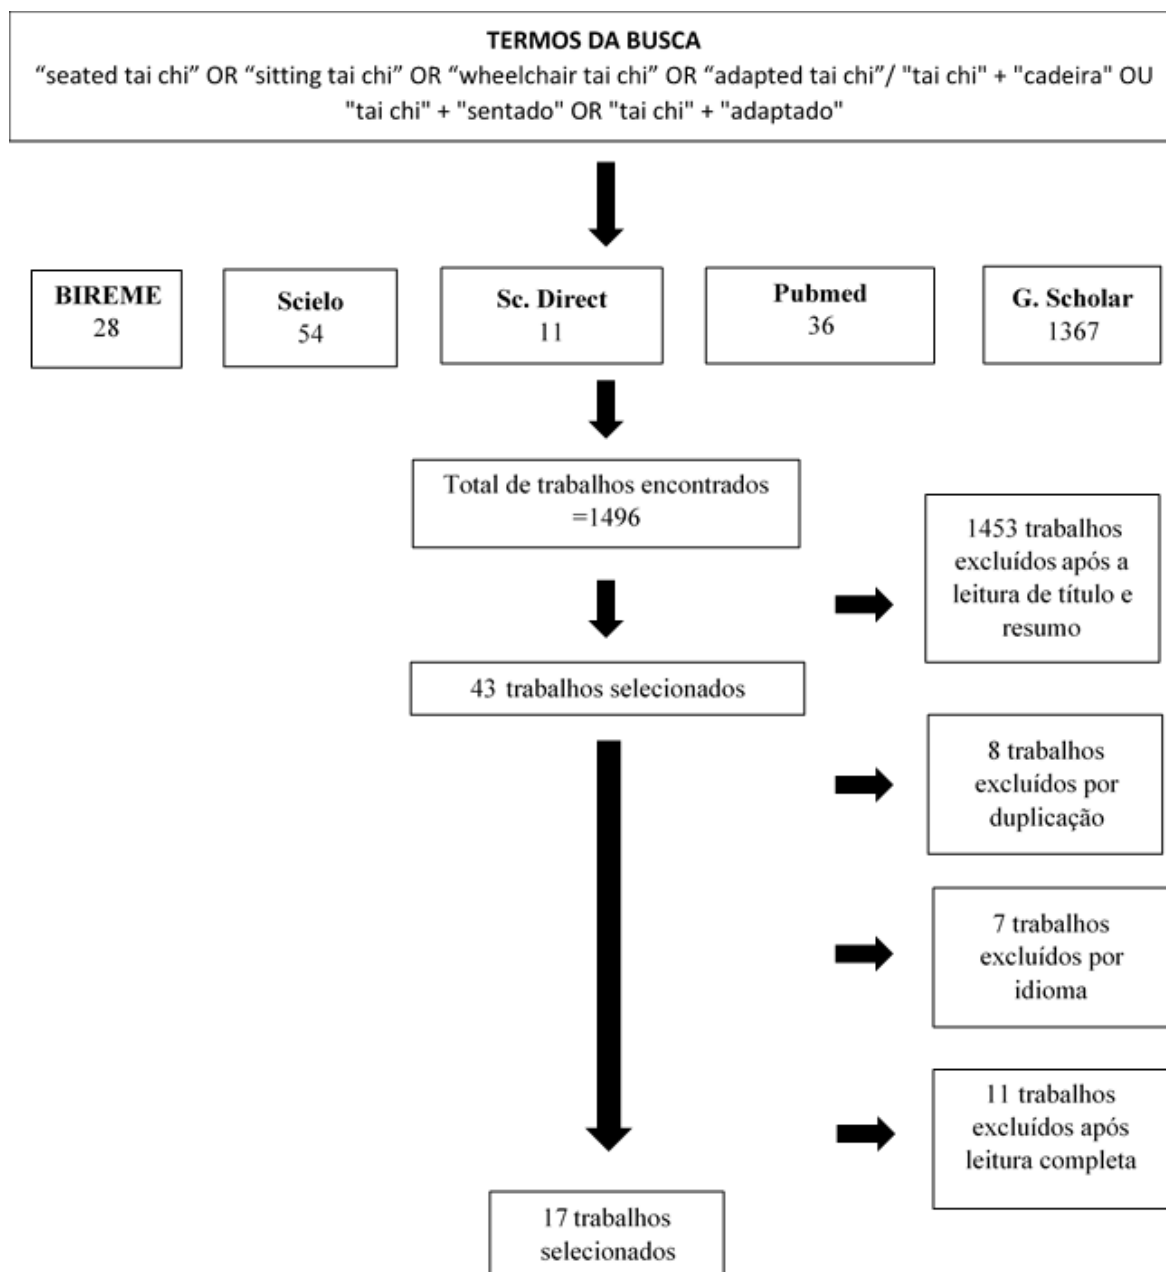 TERMOS DA BUSCA
“seated tai chi” OR “sitting tai chi” OR “wheelchair tai chi” OR “adapted tai chi”/ "tai chi" + "cadeira" OU
"tai chi" + "sentado" OR "tai chi" + "adaptado"
BIREME
28
Scielo
54
Sc. Direct
11
Pubmed
36
G. Scholar
1367
Total de trabalhos encontrados
=1496
1453 trabalhos
excluídos após a
leitura de título e
resumo
43 trabalhos selecionados
8 trabalhos
excluídos por
duplicação
7 trabalhos
excluídos por
idioma
11 trabalhos
excluídos após
leitura completa
17 trabalhos
selecionados